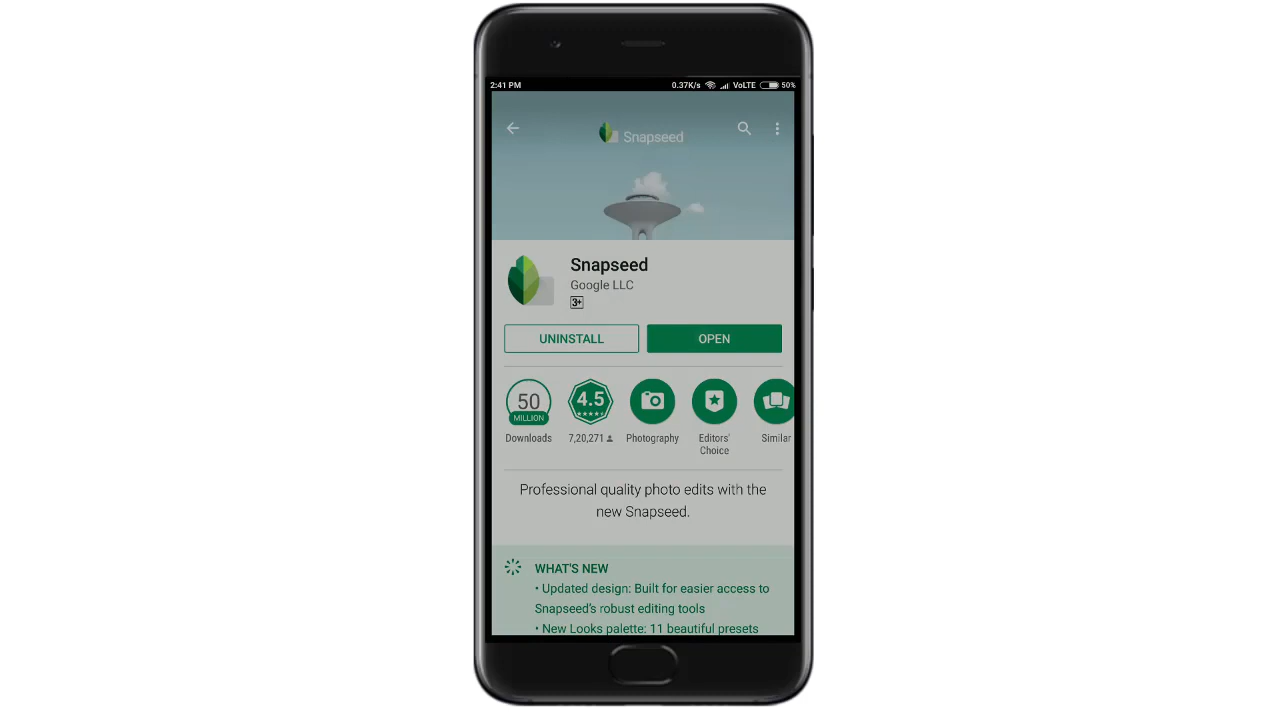 2:41 PM 0.37K/s VoLTE 50%
Snapseed
Snapseed
Google LLC
3+
UNINSTALL OPEN
50 MILLION 4.5
Downloads 7,20,271 Photography Editors' Choice Similar
Professional quality photo edits with the
new Snapseed.
WHAT'S NEW
• Updated design: Built for easier access to
Snapseed's robust editing tools
• New Looks palette: 11 beautiful presets